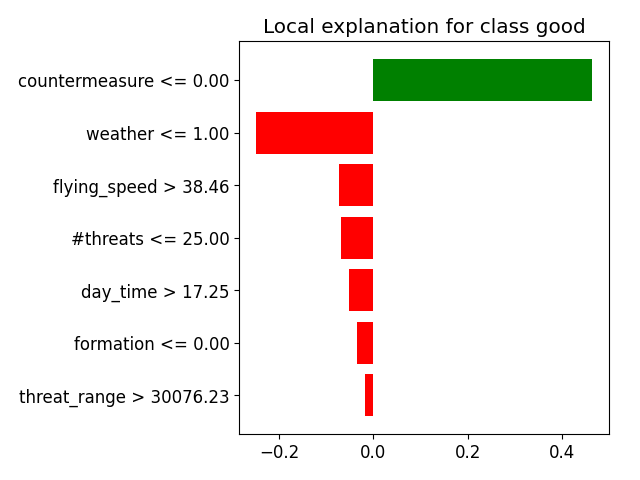 Local explanation for class good
countermeasure <= 0.00
weather <= 1.00
flying_speed > 38.46
#threats <= 25.00
day_time > 17.25
formation <= 0.00
threat_range > 30076.23
−0.2 0.0 0.2 0.4